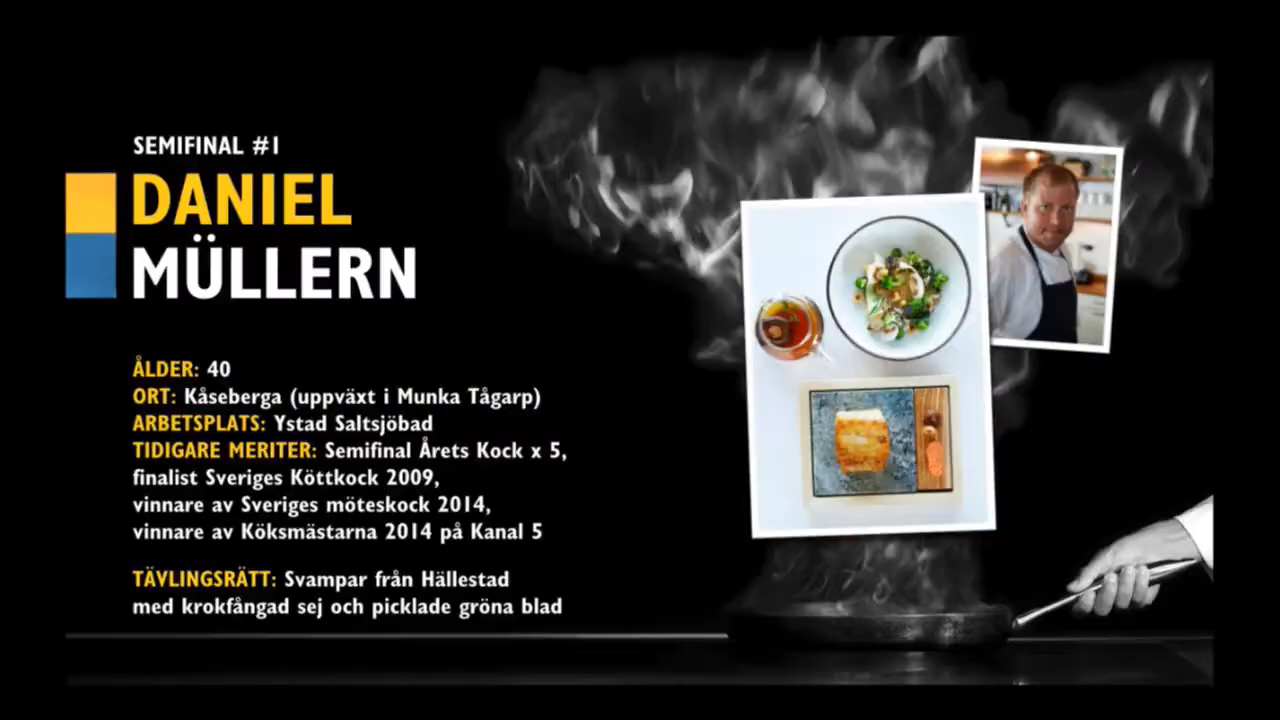 SEMIFINAL #1
DANIEL
MÜLLERN
ÅLDER: 40
ORT: Kåseberga (uppväxt i Munka Tågarp)
ARBETSPLATS: Ystad Saltsjöbad
TIDIGARE MERITER: Semifinal Årets Kock x 5,
finalist Sveriges Köttkock 2009,
vinnare av Sveriges möteskock 2014,
vinnare av Köksmästarna 2014 på Kanal 5
TÄVLINGSRÄTT: Svampar från Hällestad
med krokfångad sej och picklade gröna blad